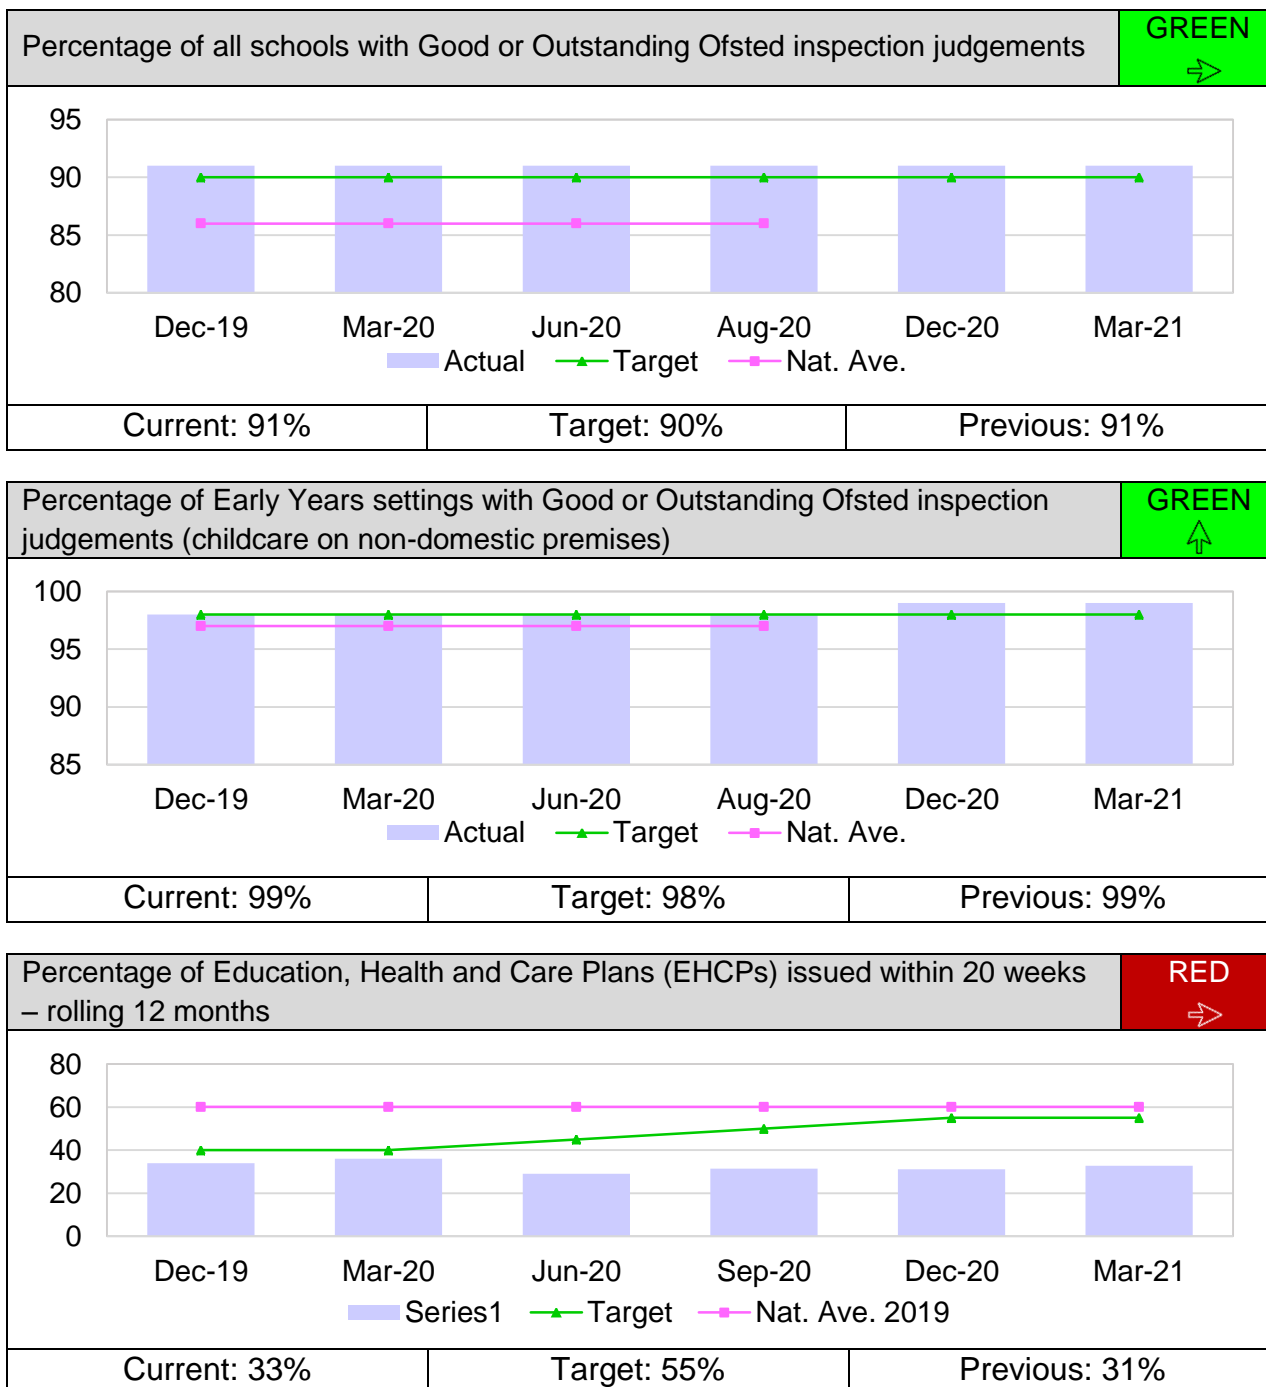 Percentage of all schools with Good or Outstanding Ofsted inspection judgements
GREEN
95
90
85
80
Dec-19 Mar-20 Jun-20 Aug-20 Dec-20 Mar-21
Actual Target Nat. Ave.
Current: 91% Target: 90% Previous: 91%
Percentage of Early Years settings with Good or Outstanding Ofsted inspection
judgements (childcare on non-domestic premises)
GREEN
100
95
90
85
Dec-19 Mar-20 Jun-20 Aug-20 Dec-20 Mar-21
Actual Target Nat. Ave.
Current: 99% Target: 98% Previous: 99%
Percentage of Education, Health and Care Plans (EHCPs) issued within 20 weeks
– rolling 12 months
RED
80
60
40
20
0
Dec-19 Mar-20 Jun-20 Sep-20 Dec-20 Mar-21
Series1 Target Nat. Ave. 2019
Current: 33% Target: 55% Previous: 31%